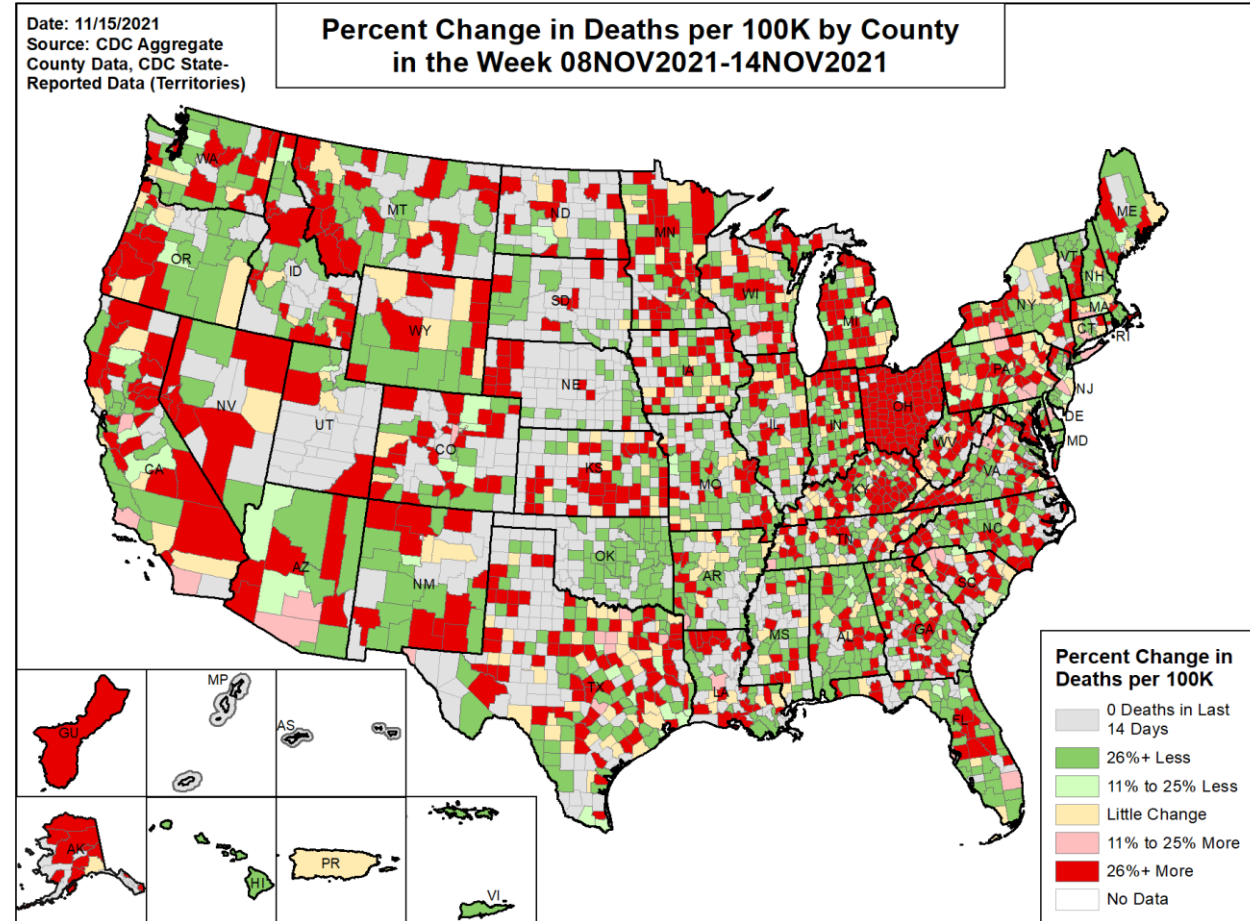 Date: 11/15/2021
Source: CDC Aggregate
County Data, CDC State-
Reported Data (Territories)
Percent Change in Deaths per 100K by County
in the Week 08NOV2021-14NOV2021
WA
MT
ND
MN
ME
OR
ID
SD
WI
MI
VT
NH
NY
MA
CT
RI
WY
NE
IA
PA
NJ
NV
UT
CO
KS
MO
IL
IN
OH
WV
DE
MD
VA
CA
KY
AZ
NM
OK
AR
TN
NC
SC
MS
AL
GA
TX
LA
FL
GU
MP
AS
AK
HI
PR
VI
Percent Change in
Deaths per 100K
0 Deaths in Last
14 Days
26%+ Less
11% to 25% Less
Little Change
11% to 25% More
26%+ More
No Data